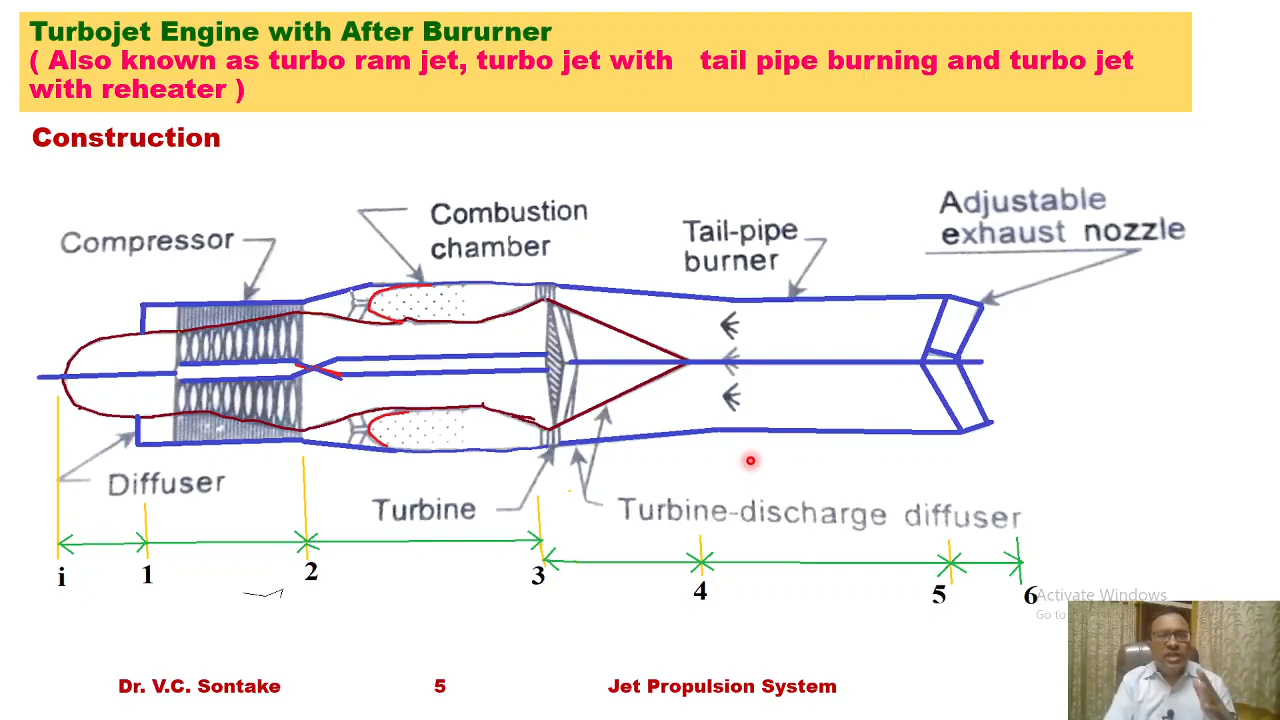 Turbojet Engine with After Bururner
( Also known as turbo ram jet, turbo jet with tail pipe burning and turbo jet
with reheater )
Construction
Compressor
Combustion
chamber
Tail-pipe
burner
Adjustable
exhaust nozzle
Diffuser
Turbine
Turbine-discharge diffuser
i
1
2
3
4
5
6
Activate Windows
Go to
Dr. V.C. Sontake
5
Jet Propulsion System